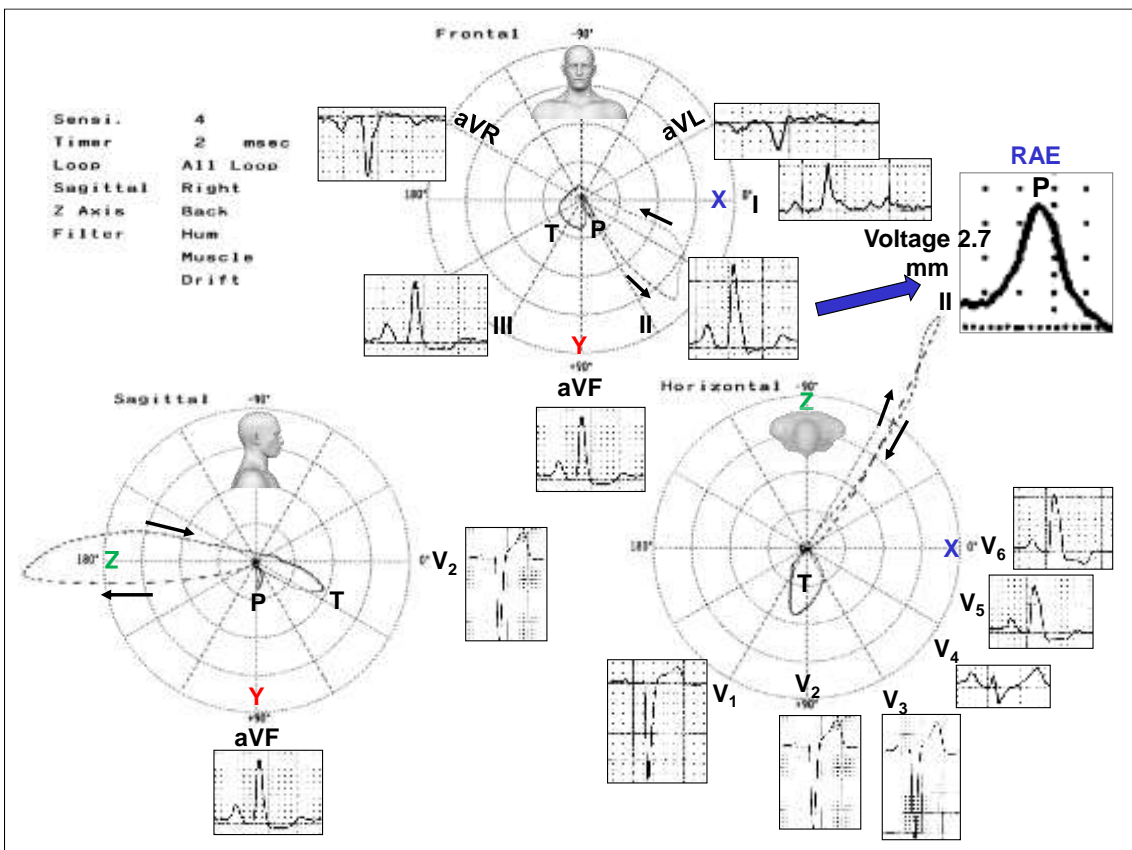 Frontal
-90°
Sensi. 4
Timer 2 msec
Loop All Loop
Sagittal Right
Z Axis Back
Filter Hum
Muscle
Drift
aVR
aVL
RAE
P
180°
X
0°
I
T
P
Voltage 2.7
mm
II
III
II
Y
+90°
aVF
Sagittal
-90°
Horizontal
-90°
Z
180°
Z
0°
V2
P
T
180°
X
0°
V6
T
V5
V4
Y
+90°
aVF
V1
V2
+90°
V3